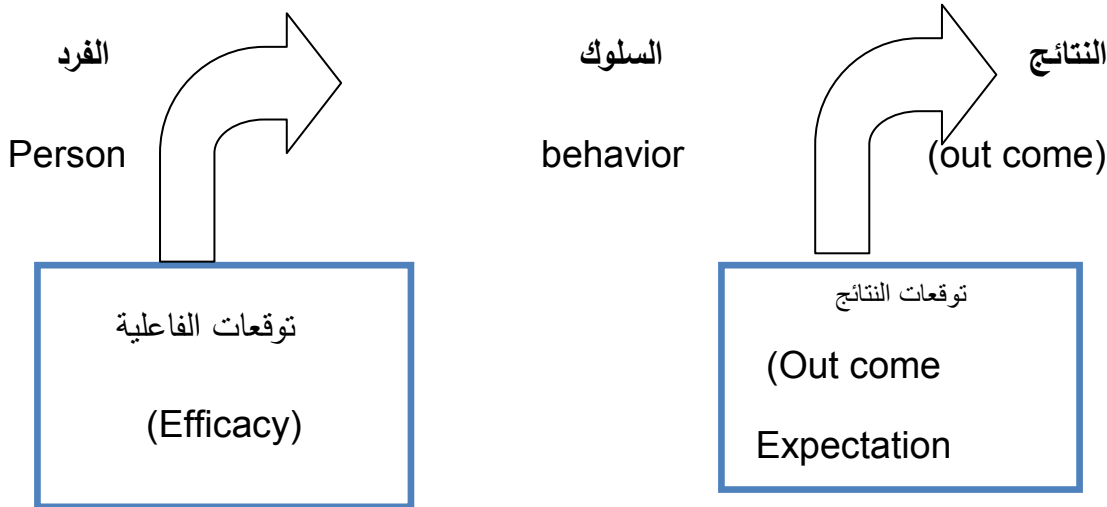 الفرد
السلوك
النتائج
Person
behavior
(out come)
توقعات الفاعلية
(Efficacy)
توقعات النتائج
(Out come
Expectation